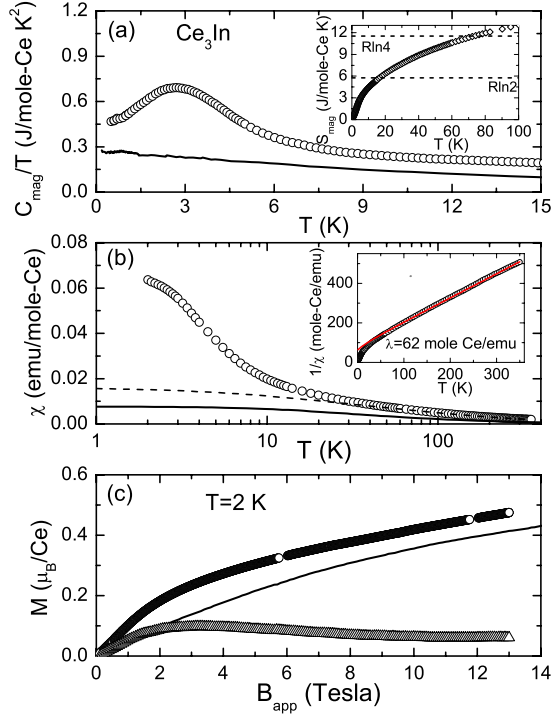 (a) Ce₃In
C_mag/T (J/mole-Ce K²)
1.2
0.9
0.6
0.3
0.0
0 3 6 9 12 15
T (K)
S_mag (J/mole-Ce K)
12
9
6
3
0
Rln4
Rln2
0 20 40 60 80 100
T (K)
(b)
χ (emu/mole-Ce)
0.08
0.06
0.04
0.02
0.00
1 10 100
T (K)
1/χ (mole-Ce/emu)
400
200
0
λ=62 mole Ce/emu
0 100 200 300
T (K)
(c) T=2 K
M (μ_B/Ce)
0.6
0.4
0.2
0.0
0 2 4 6 8 10 12 14
B_app (Tesla)